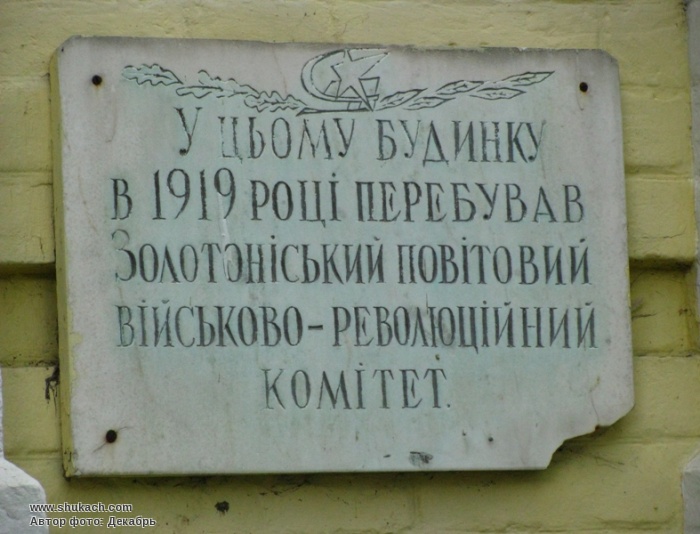 У ЦЬОМУ БУДИНКУ
В 1919 РОЦІ ПЕРЕБУВАВ
ЗОЛОТОНІСЬКИЙ ПОВІТОВИЙ
ВІЙСЬКОВО-РЕВОЛЮЦІЙНИЙ
КОМІТЕТ.
www.shukach.com
Автор фото: Декабрь